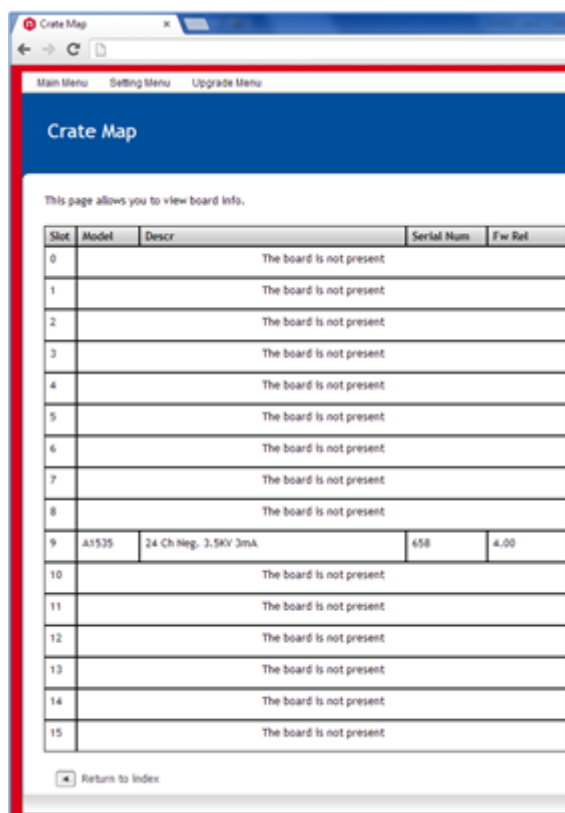 Crate Map
Main Menu Setting Menu Upgrade Menu
Crate Map
This page allows you to view board info.
Slot Model Descr Serial Num Fw Rel
0 The board is not present
1 The board is not present
2 The board is not present
3 The board is not present
4 The board is not present
5 The board is not present
6 The board is not present
7 The board is not present
8 The board is not present
9 A1535 24 Ch Neg. 3.5KV 3mA 658 4.00
10 The board is not present
11 The board is not present
12 The board is not present
13 The board is not present
14 The board is not present
15 The board is not present
Return to index